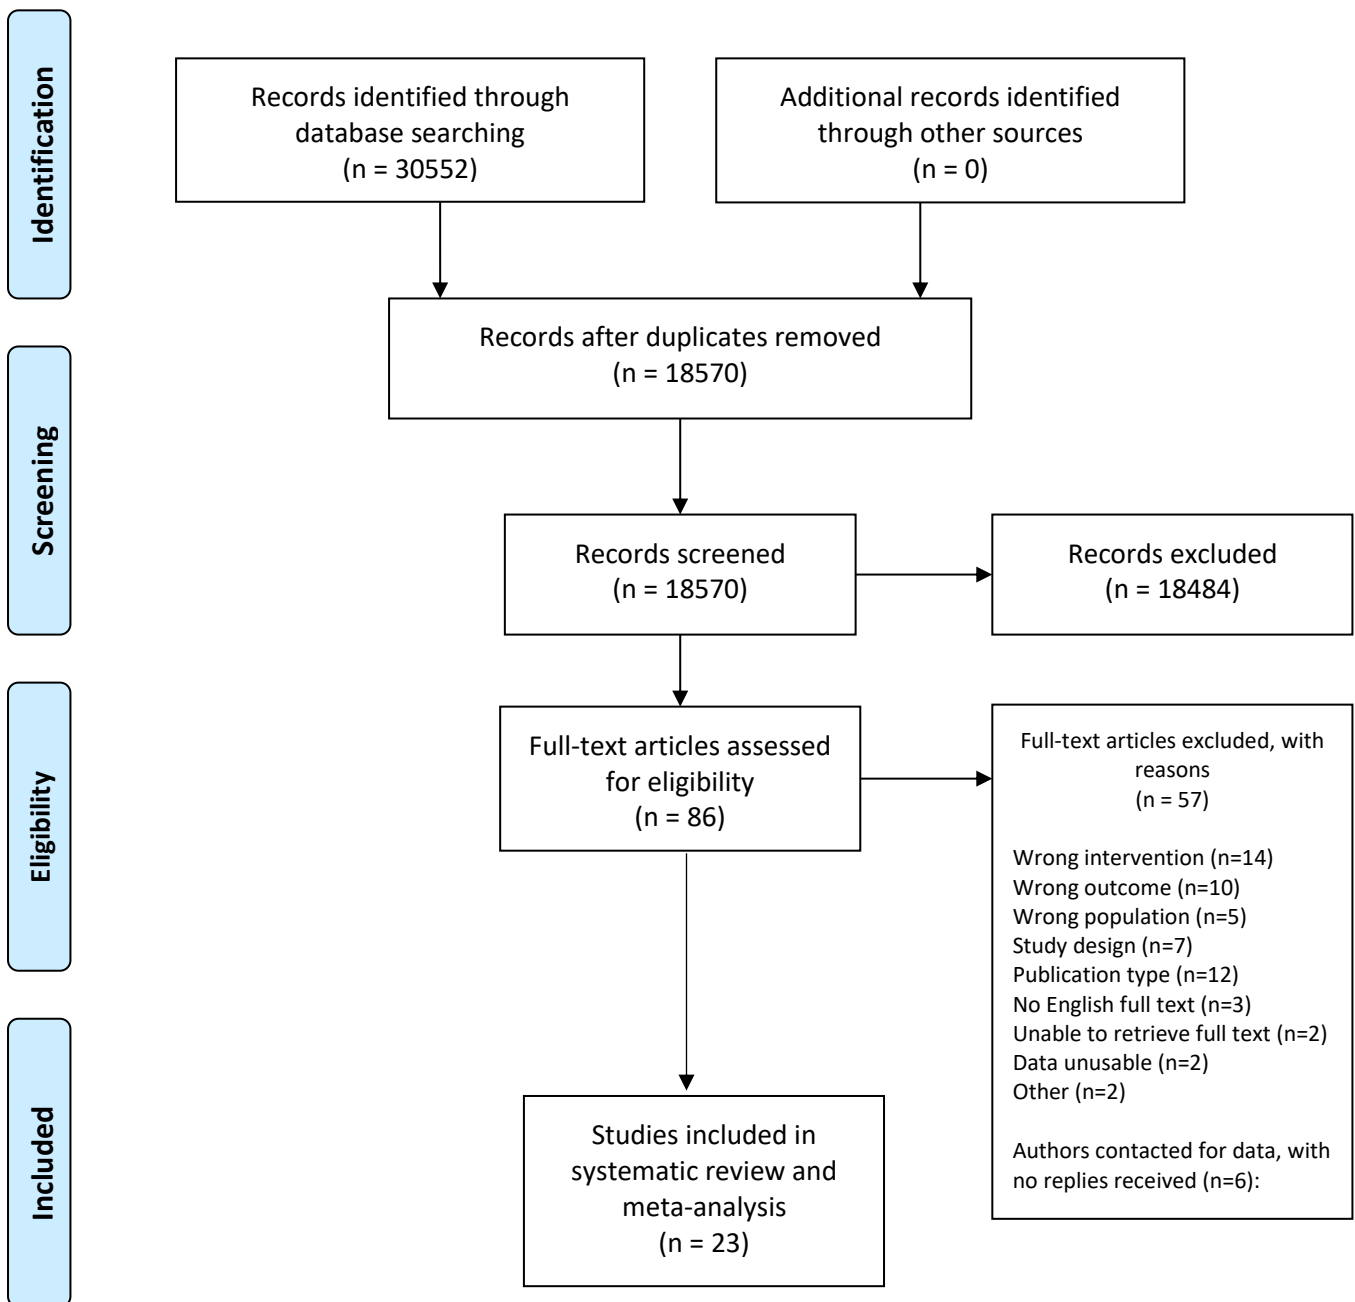 Identification
Records identified through
database searching
(n = 30552)
Additional records identified
through other sources
(n = 0)
Records after duplicates removed
(n = 18570)
Screening
Records screened
(n = 18570)
Records excluded
(n = 18484)
Eligibility
Full-text articles assessed
for eligibility
(n = 86)
Full-text articles excluded, with
reasons
(n = 57)
Wrong intervention (n=14)
Wrong outcome (n=10)
Wrong population (n=5)
Study design (n=7)
Publication type (n=12)
No English full text (n=3)
Unable to retrieve full text (n=2)
Data unusable (n=2)
Other (n=2)
Authors contacted for data, with
no replies received (n=6):
Included
Studies included in
systematic review and
meta-analysis
(n = 23)